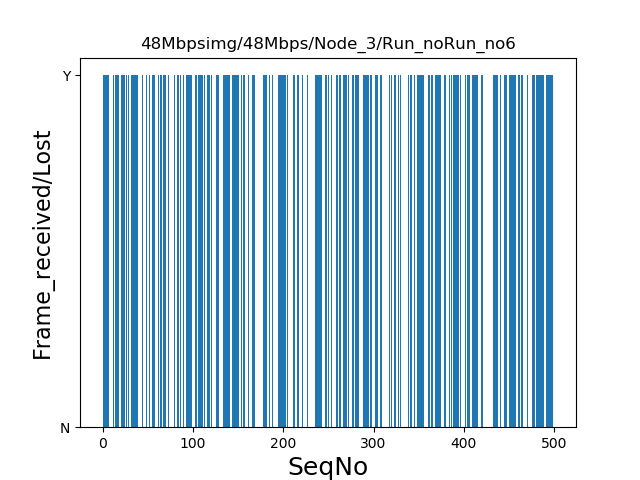 48Mbpsimg/48Mbps/Node_3/Run_noRun_no6
Y
Frame_received/Lost
N
0 100 200 300 400 500
SeqNo